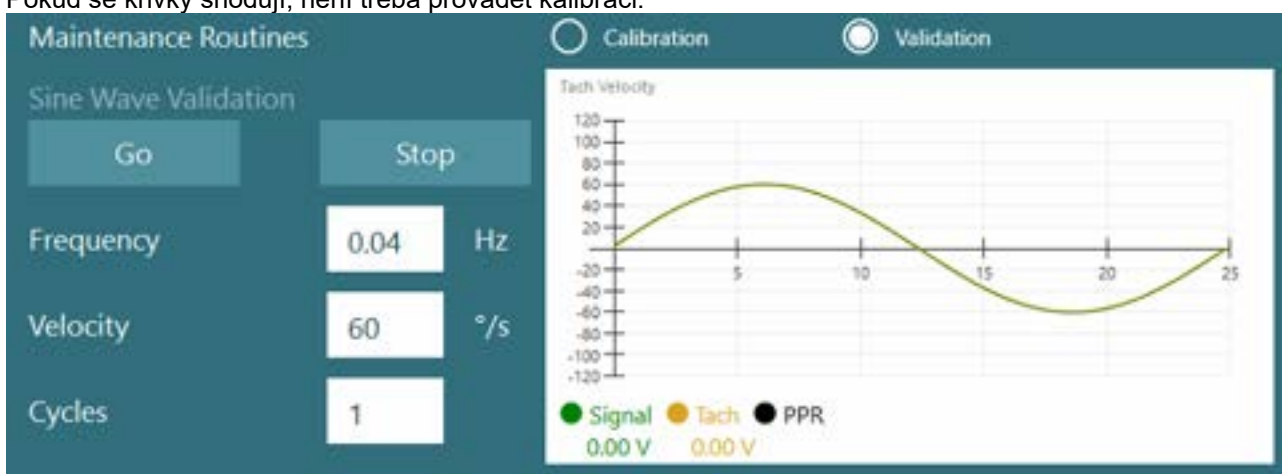 Pokud se křivky shodují, není třeba provádět kalibraci.
Maintenance Routines
Calibration
Validation
Sine Wave Validation
Go
Stop
Frequency
0.04
Hz
Velocity
60
°/s
Cycles
1
Tach Velocity
120
100
80
60
40
20
-20
-40
-60
-80
-100
-120
5
10
15
20
25
Signal
Tach
PPR
0.00 V
0.00 V